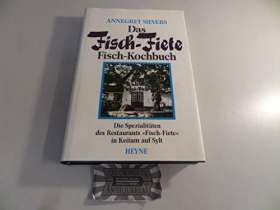 ANNEGRET SIEVERS
Das
Fisch-Fiete
Fisch-Kochbuch
Die Spezialitäten
des Restaurants «Fisch-Fiete»
in Keitum auf Sylt
HEYNE